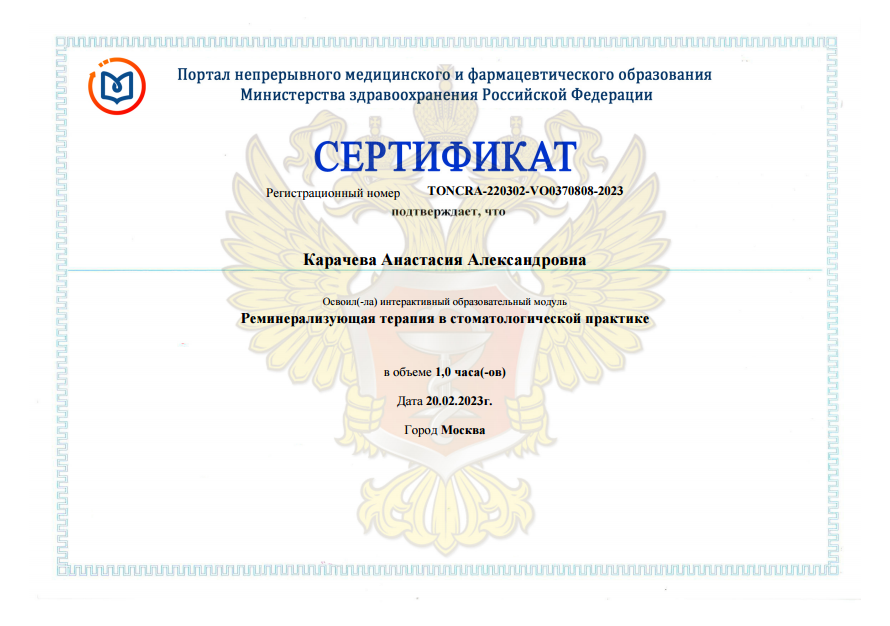 Портал непрерывного медицинского и фармацевтического образования
Министерства здравоохранения Российской Федерации
СЕРТИФИКАТ
Регистрационный номер TONCRA-220302-VO0370808-2023
подтверждает, что
Карачева Анастасия Александровна
Освоил(-ла) интерактивный образовательный модуль
Реминерализующая терапия в стоматологической практике
в объеме 1,0 часа(-ов)
Дата 20.02.2023г.
Город Москва